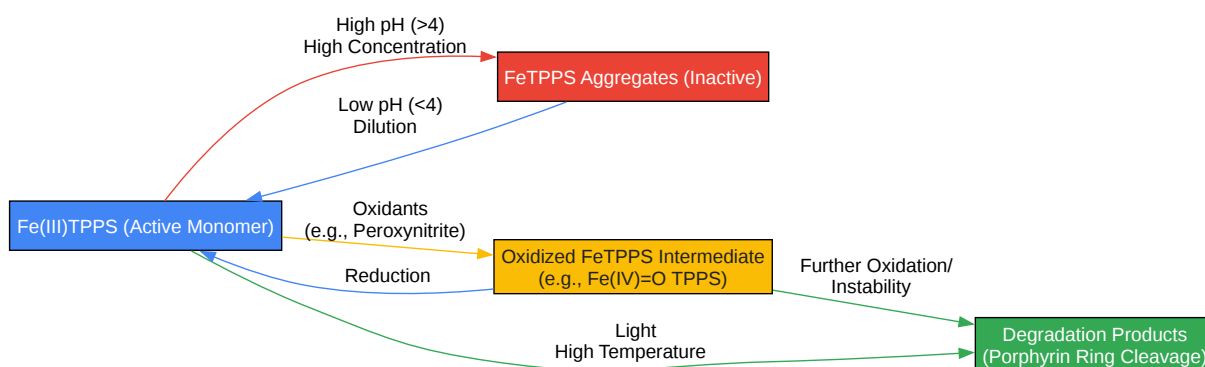 High pH (>4)
High Concentration
FeTPPS Aggregates (Inactive)
Low pH (<4)
Dilution
Fe(III)TPPS (Active Monomer)
Oxidants
(e.g., Peroxynitrite)
Oxidized FeTPPS Intermediate
(e.g., Fe(IV)=O TPPS)
Reduction
Further Oxidation/
Instability
Light
High Temperature
Degradation Products
(Porphyrin Ring Cleavage)